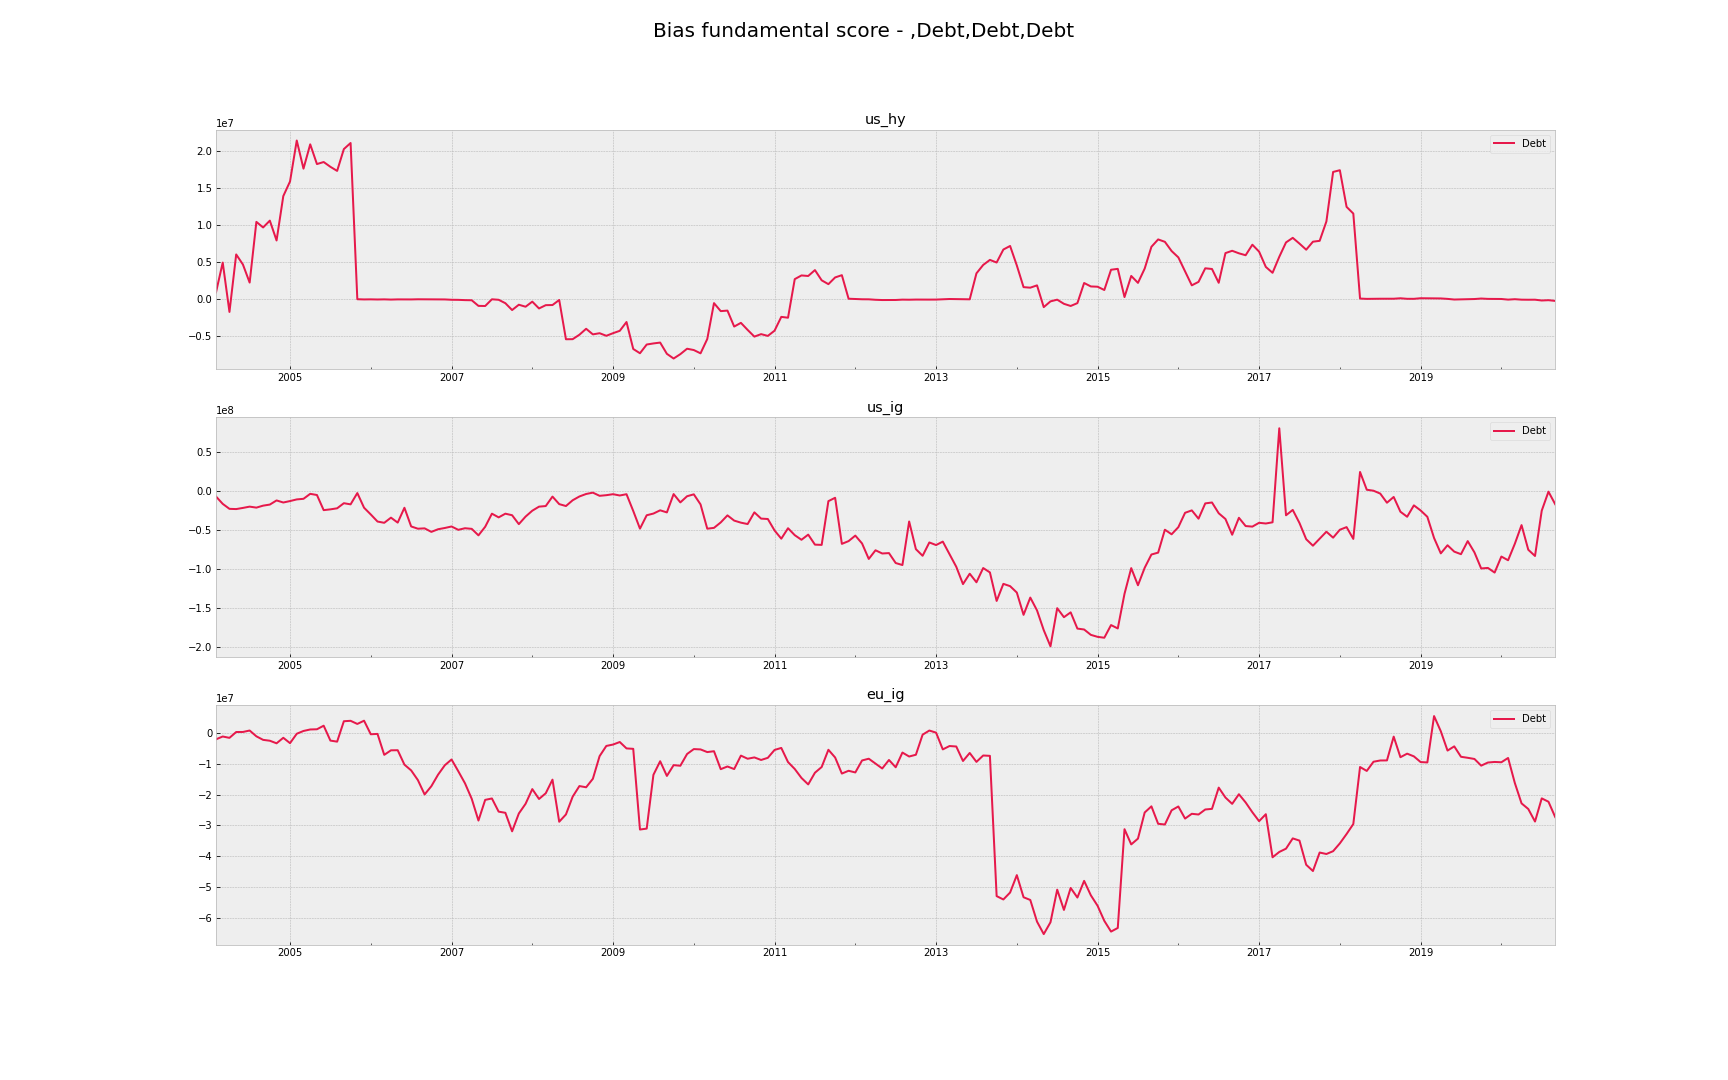 Bias fundamental score - ,Debt,Debt,Debt
us_hy
1e7
Debt
2.0
1.5
1.0
0.5
0.0
−0.5
2005 2007 2009 2011 2013 2015 2017 2019
us_ig
1e8
Debt
0.5
0.0
−0.5
−1.0
−1.5
−2.0
2005 2007 2009 2011 2013 2015 2017 2019
eu_ig
1e7
Debt
0
−1
−2
−3
−4
−5
−6
2005 2007 2009 2011 2013 2015 2017 2019